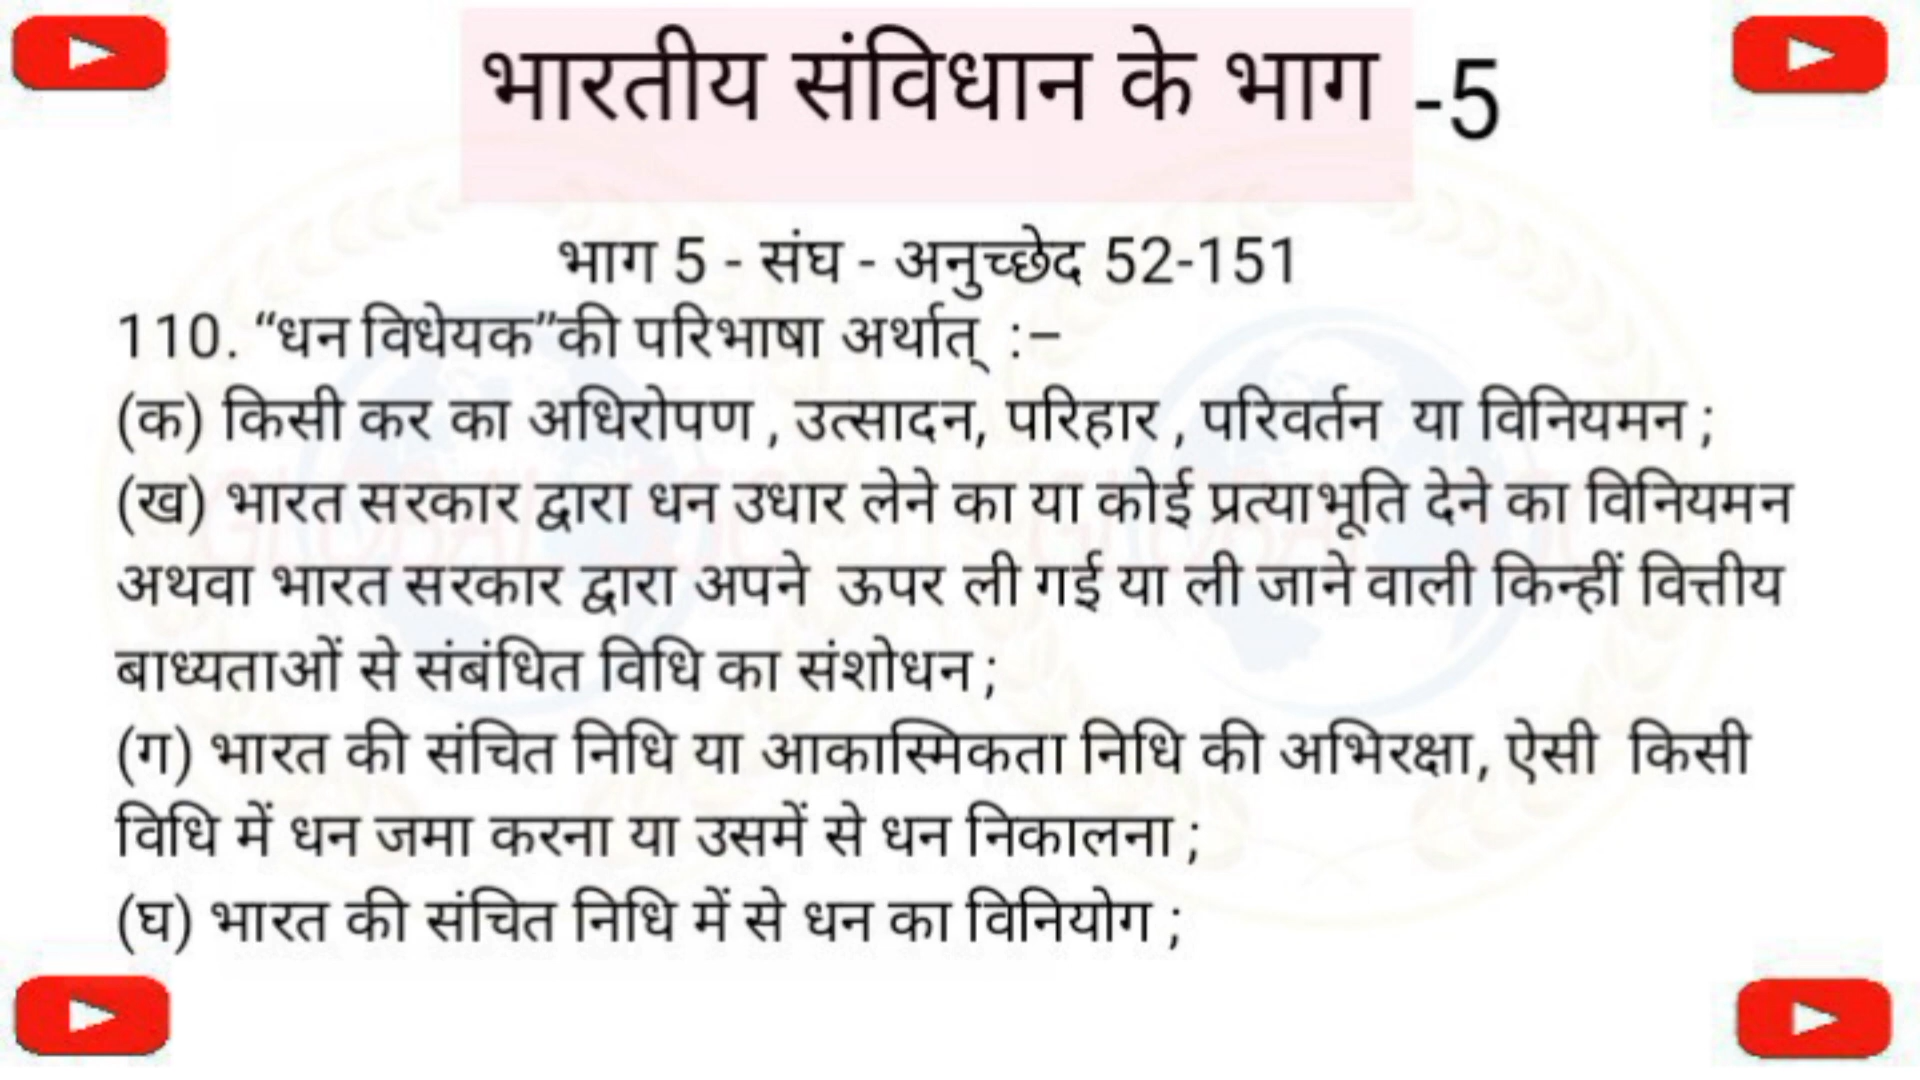 भारतीय संविधान के भाग -5
भाग 5 - संघ - अनुच्छेद 52-151
110. “धन विधेयक”की परिभाषा अर्थात् :–
(क) किसी कर का अधिरोपण , उत्सादन, परिहार , परिवर्तन या विनियमन ;
(ख) भारत सरकार द्वारा धन उधार लेने का या कोई प्रत्याभूति देने का विनियमन
अथवा भारत सरकार द्वारा अपने ऊपर ली गई या ली जाने वाली किन्हीं वित्तीय
बाध्यताओं से संबंधित विधि का संशोधन ;
(ग) भारत की संचित निधि या आकास्मिकता निधि की अभिरक्षा, ऐसी किसी
विधि में धन जमा करना या उसमें से धन निकालना ;
(घ) भारत की संचित निधि में से धन का विनियोग ;